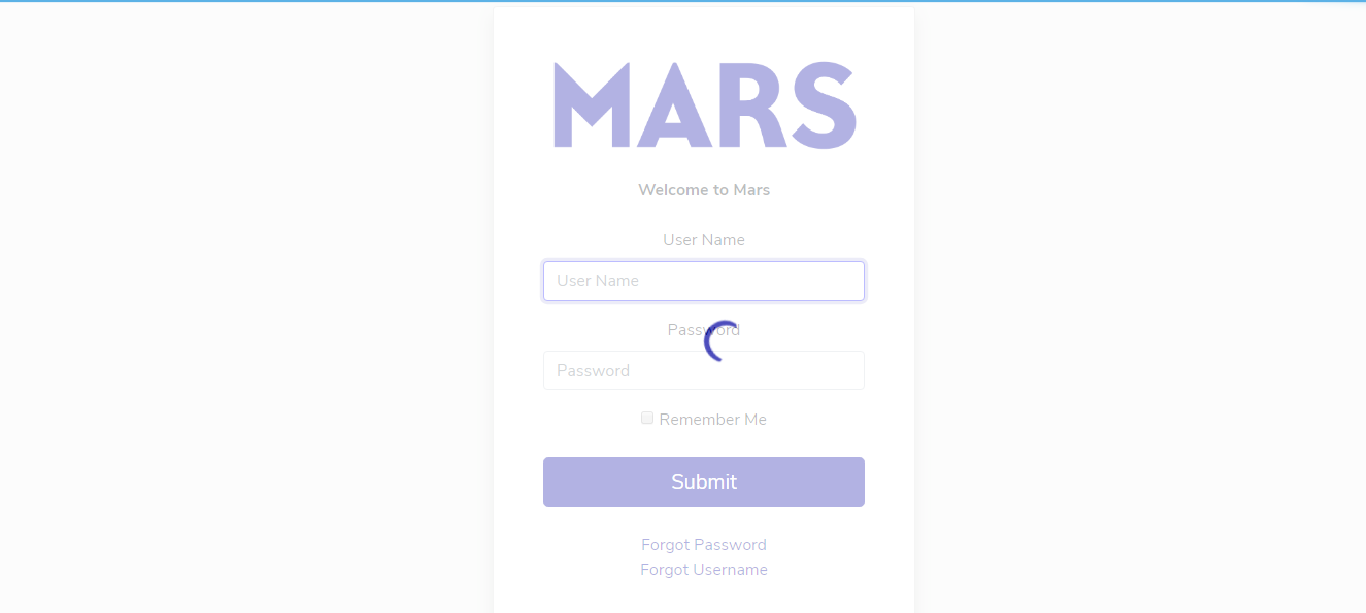 MARS
Welcome to Mars
User Name
User Name
Password
Password
Remember Me
Submit
Forgot Password
Forgot Username